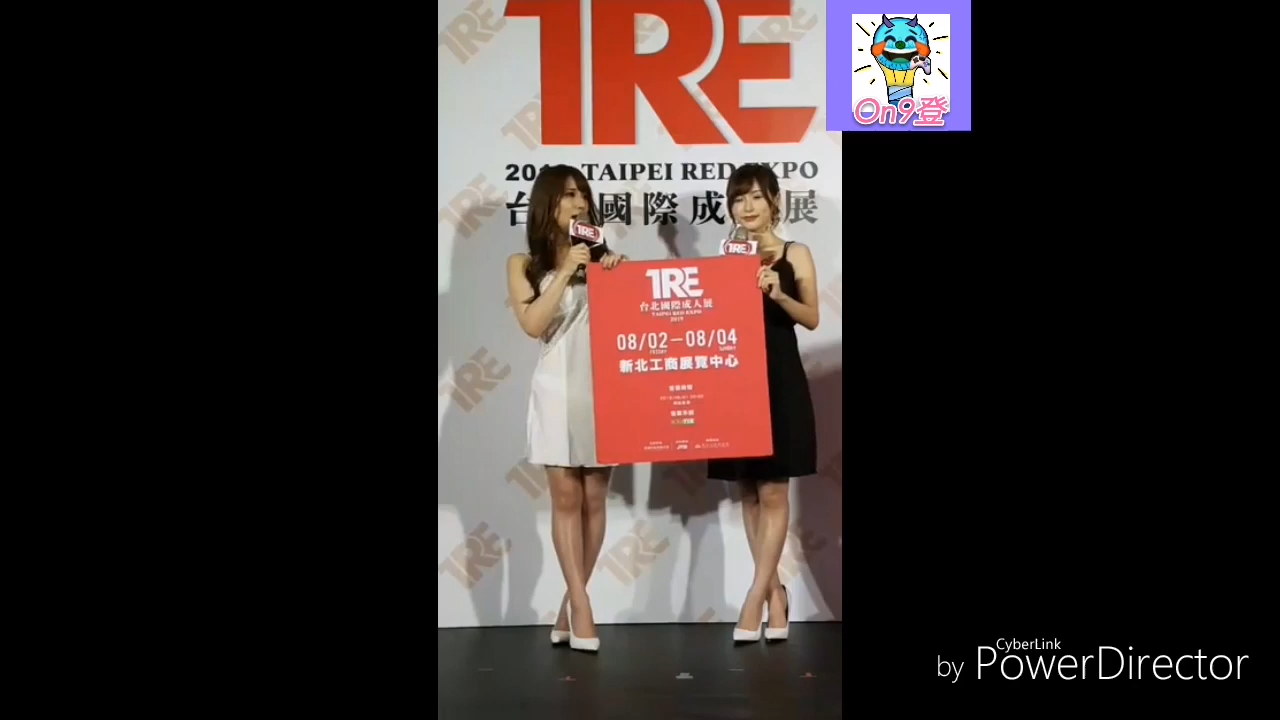 TRE
On9登
TAIPEI RED EXPO
國際成 展
TRE
TRE
TRE
台北國際成人展
TAIPEI RED EXPO
2019
08/02－08/04
新北工商展覽中心
CyberLink
by PowerDirector